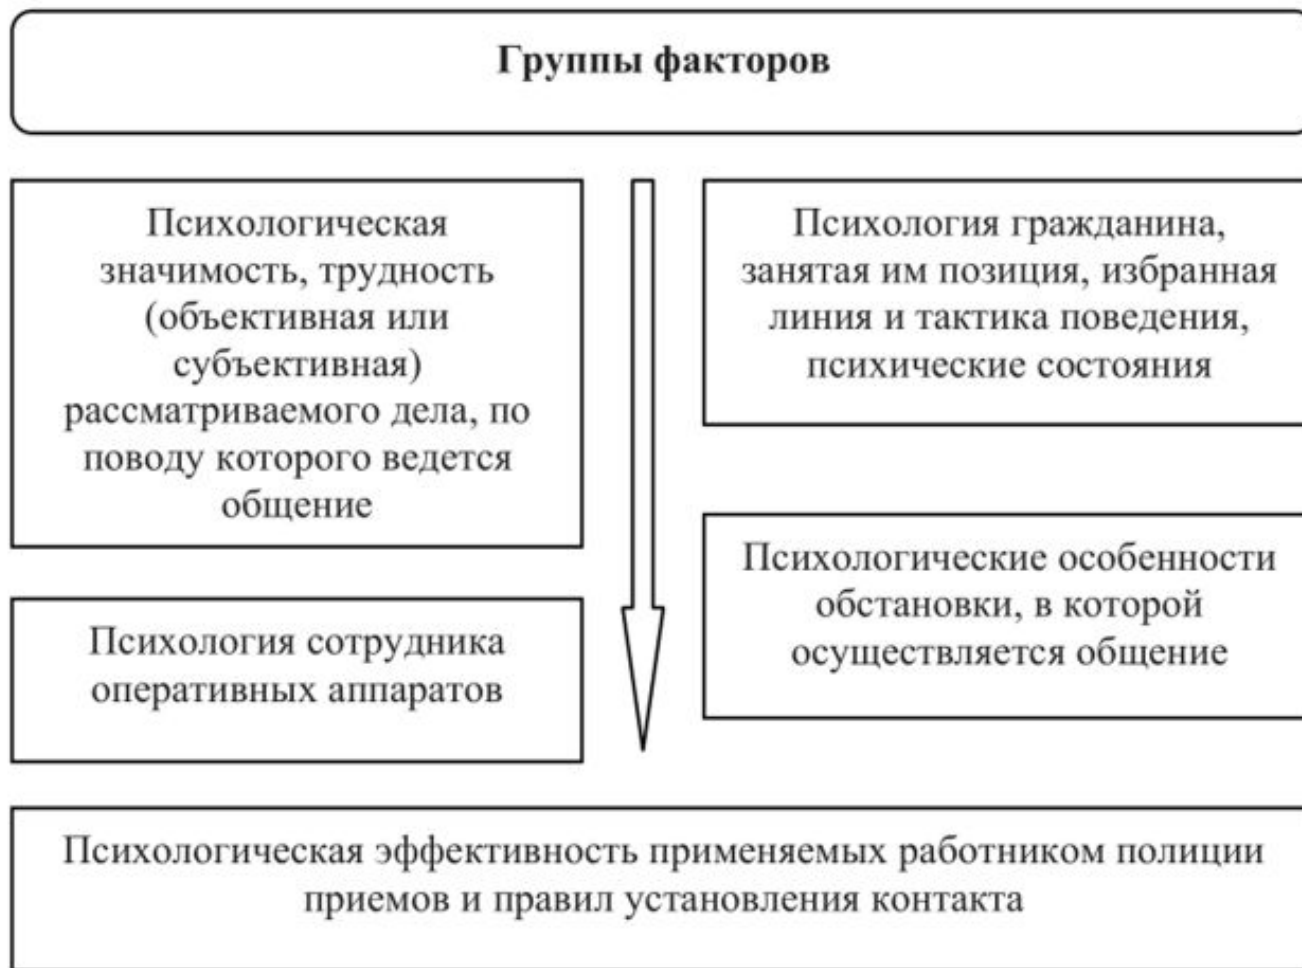 Группы факторов
Психологическая
значимость, трудность
(объективная или
субъективная)
рассматриваемого дела, по
поводу которого ведется
общение
Психология гражданина,
занятая им позиция, избранная
линия и тактика поведения,
психические состояния
Психология сотрудника
оперативных аппаратов
Психологические особенности
обстановки, в которой
осуществляется общение
Психологическая эффективность применяемых работником полиции
приемов и правил установления контакта